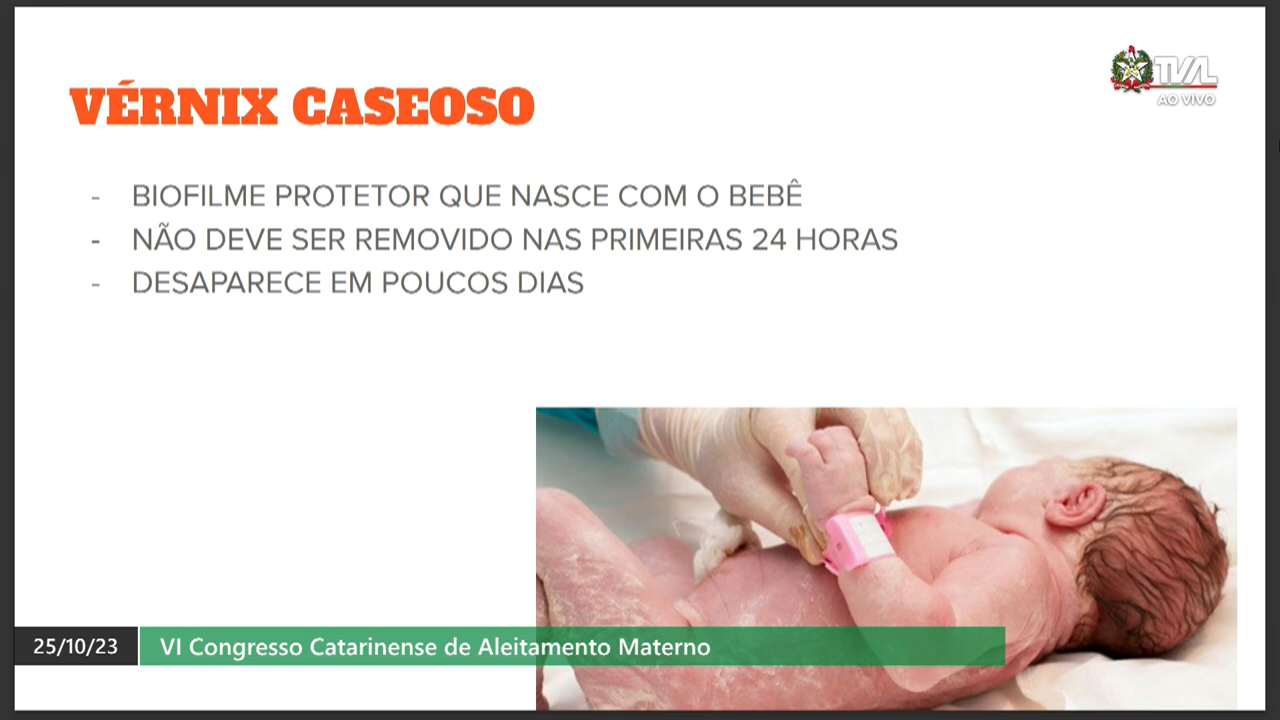 TVAL
AO VIVO
VÉRNIX CASEOSO
- BIOFILME PROTETOR QUE NASCE COM O BEBÊ
- NÃO DEVE SER REMOVIDO NAS PRIMEIRAS 24 HORAS
- DESAPARECE EM POUCOS DIAS
25/10/23 VI Congresso Catarinense de Aleitamento Materno